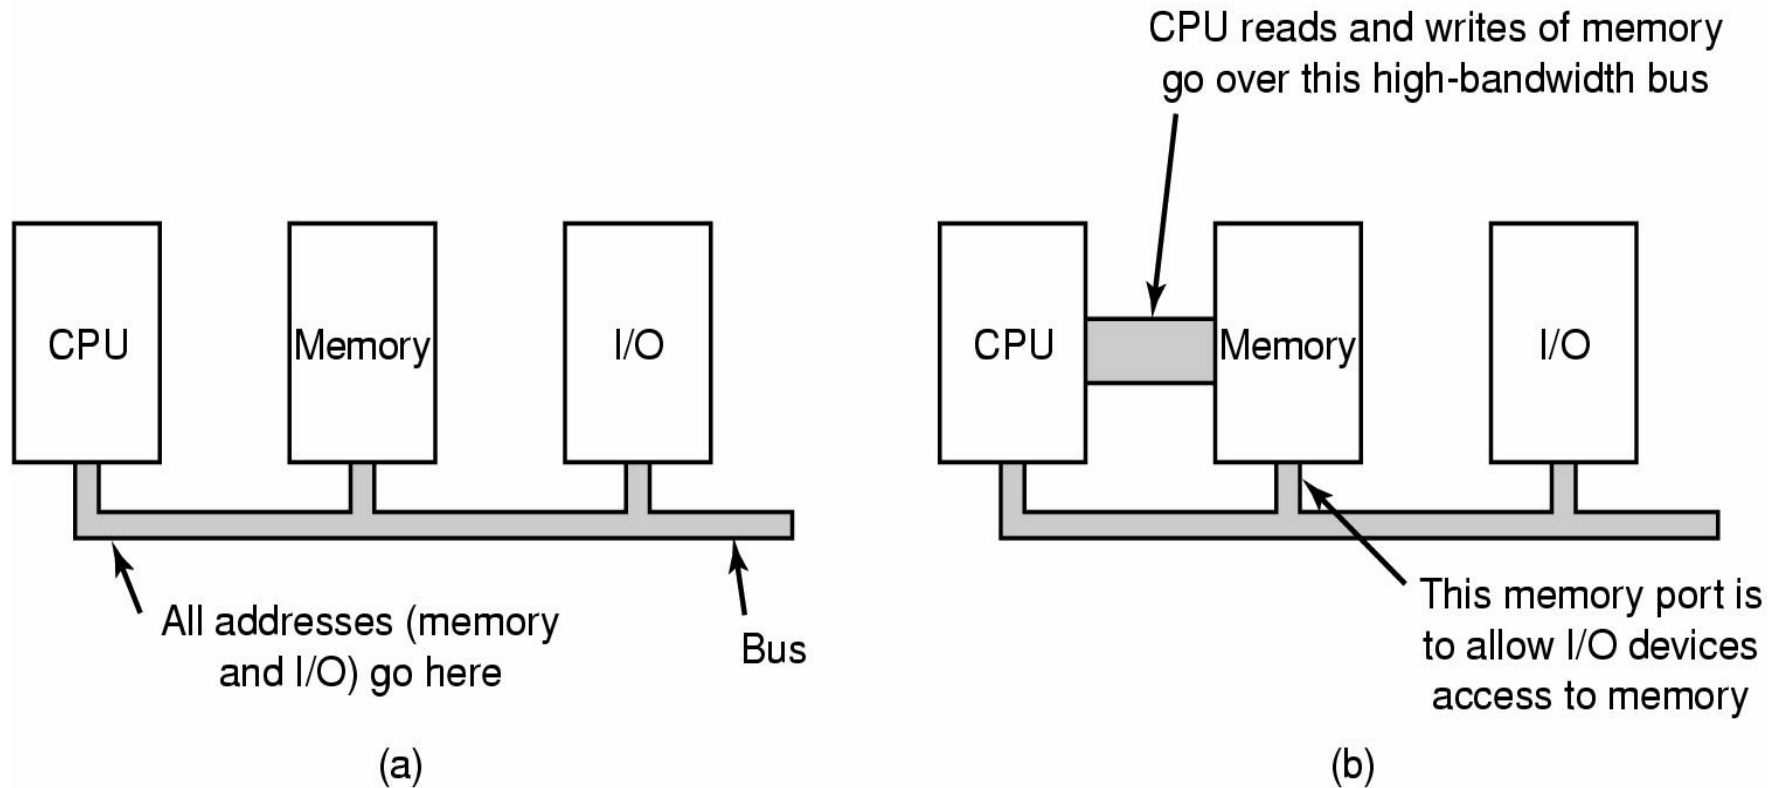 CPU reads and writes of memory
go over this high-bandwidth bus
CPU
Memory
I/O
CPU
Memory
I/O
All addresses (memory
and I/O) go here
Bus
This memory port is
to allow I/O devices
access to memory
(a)
(b)